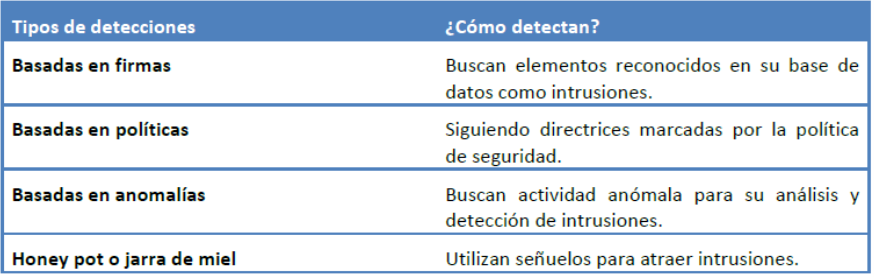 Tipos de detecciones ¿Cómo detectan?
Basadas en firmas Buscan elementos reconocidos en su base de
datos como intrusiones.
Basadas en políticas Siguiendo directrices marcadas por la política
de seguridad.
Basadas en anomalías Buscan actividad anómala para su análisis y
detección de intrusiones.
Honey pot o jarra de miel Utilizan señuelos para atraer intrusiones.